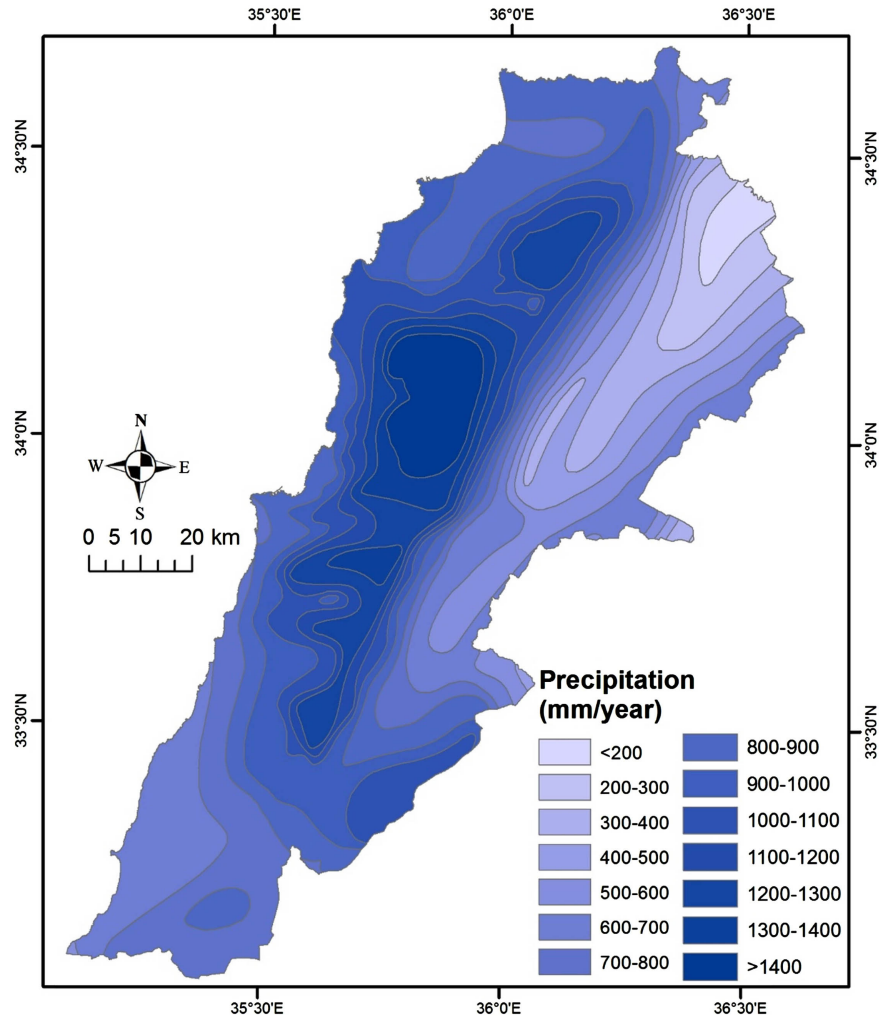 35°30'E 36°0'E 36°30'E
34°30'N 34°30'N
34°0'N 34°0'N
33°30'N 33°30'N
N
W E
S
0 5 10 20 km
Precipitation
(mm/year)
<200
200-300
300-400
400-500
500-600
600-700
700-800
800-900
900-1000
1000-1100
1100-1200
1200-1300
1300-1400
>1400
35°30'E 36°0'E 36°30'E